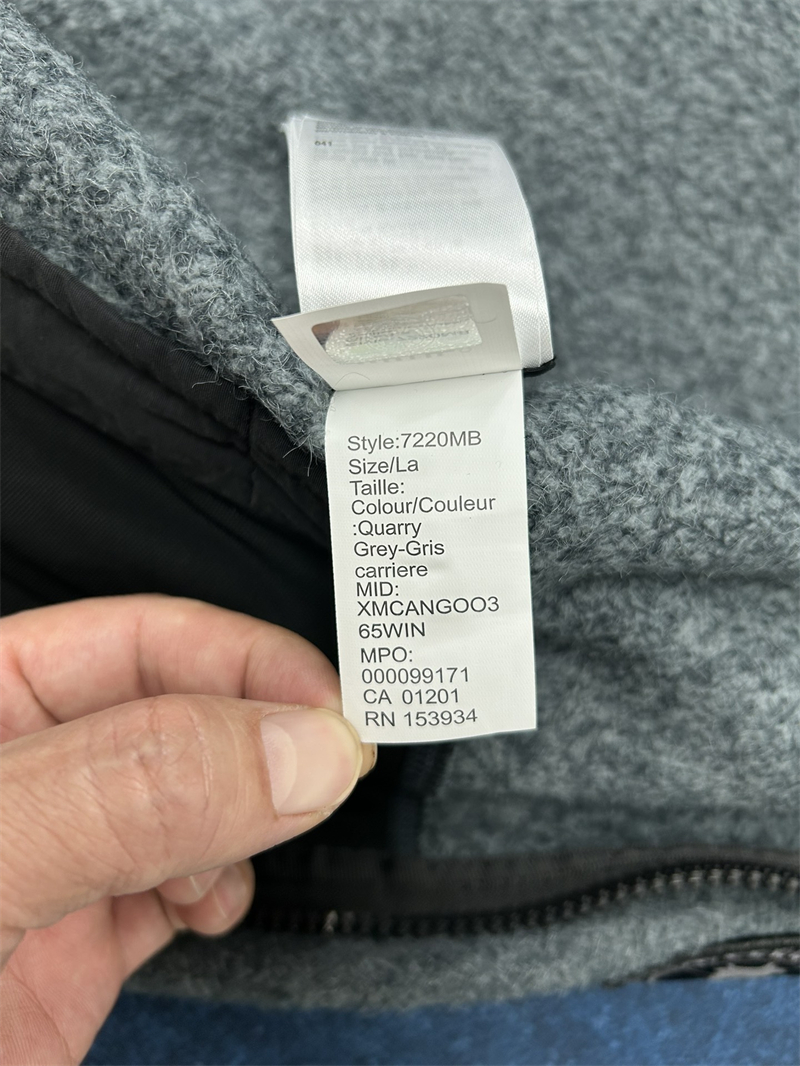 Style:7220MB
Size/La
Taille:
Colour/Couleur
:Quarry
Grey-Gris
carriere
MID:
XMCANGOO3
65WIN
MPO:
000099171
CA 01201
RN 153934